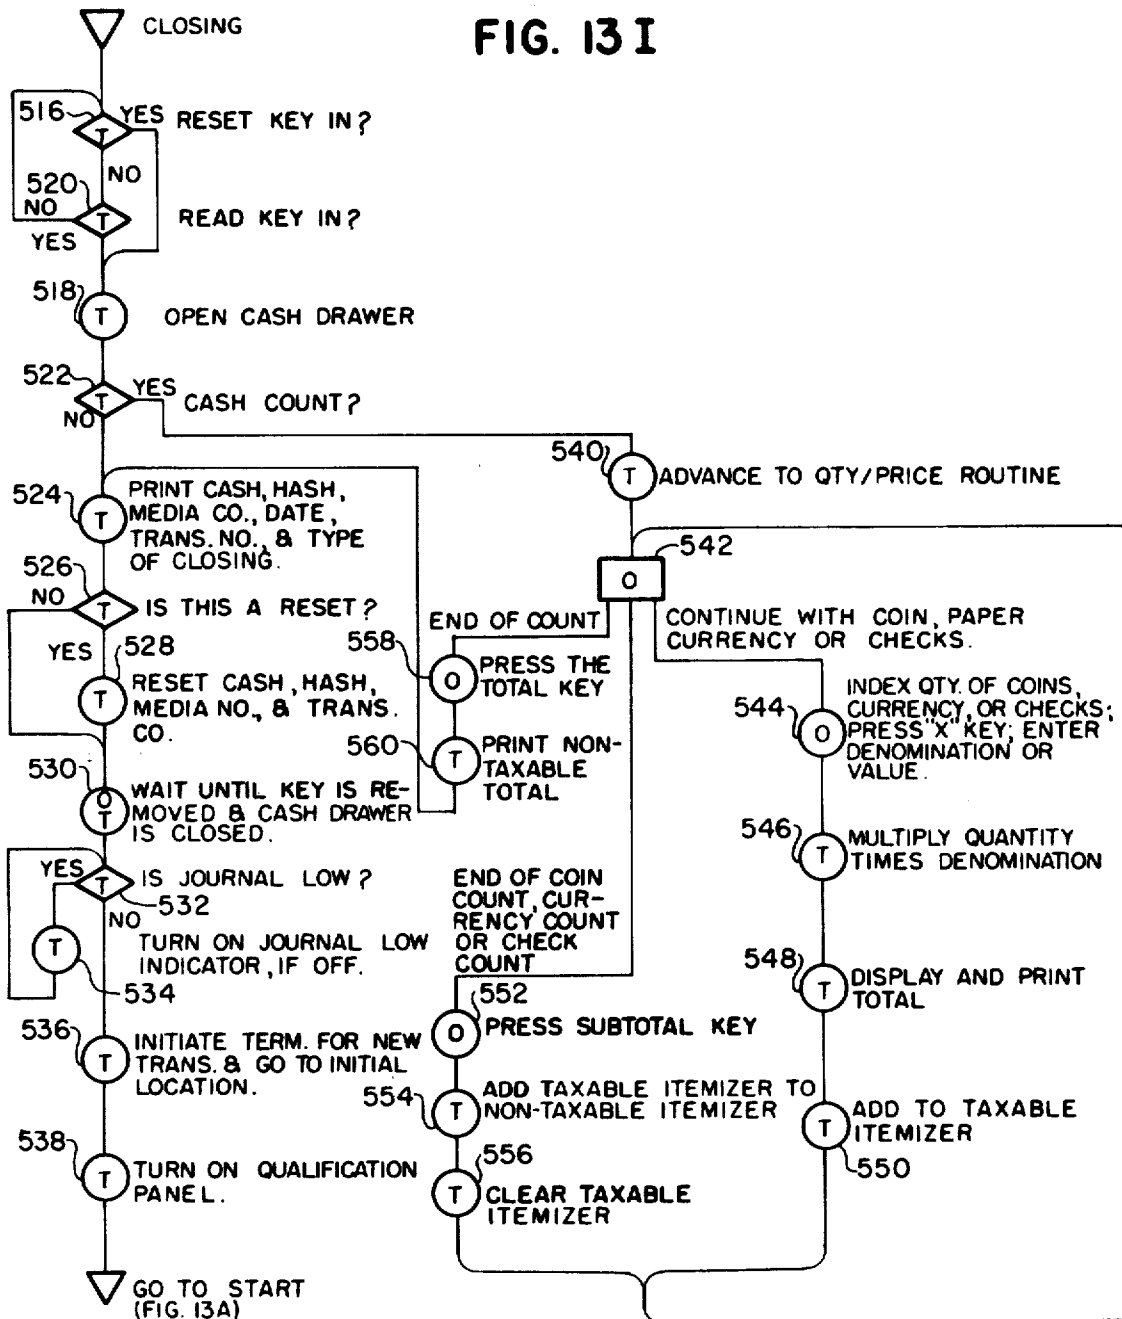 CLOSING
FIG. 13 I
516
YES
RESET KEY IN?
T
NO
520
NO
T
READ KEY IN?
YES
518
T
OPEN CASH DRAWER
522
YES
T
CASH COUNT?
NO
540
T
ADVANCE TO QTY/PRICE ROUTINE
524
T
PRINT CASH, HASH,
MEDIA CO., DATE,
TRANS. NO., & TYPE
OF CLOSING.
542
O
526
NO
T
IS THIS A RESET?
END OF COUNT
CONTINUE WITH COIN, PAPER
CURRENCY OR CHECKS.
YES
528
T
RESET CASH, HASH,
MEDIA NO., & TRANS.
CO.
558
O
PRESS THE
TOTAL KEY
544
O
INDEX QTY. OF COINS,
CURRENCY, OR CHECKS;
PRESS "X" KEY; ENTER
DENOMINATION OR
VALUE.
560
T
PRINT NON-
TAXABLE
TOTAL
530
O
T
WAIT UNTIL KEY IS RE-
MOVED & CASH DRAWER
IS CLOSED.
546
T
MULTIPLY QUANTITY
TIMES DENOMINATION
YES
T
IS JOURNAL LOW?
532
NO
END OF COIN
COUNT, CUR-
RENCY COUNT
OR CHECK
COUNT
T
TURN ON JOURNAL LOW
INDICATOR, IF OFF.
534
548
T
DISPLAY AND PRINT
TOTAL
552
O
PRESS SUBTOTAL KEY
536
T
INITIATE TERM. FOR NEW
TRANS. & GO TO INITIAL
LOCATION.
554
T
ADD TAXABLE ITEMIZER TO
NON-TAXABLE ITEMIZER
T
ADD TO TAXABLE
ITEMIZER
550
538
T
TURN ON QUALIFICATION
PANEL.
556
T
CLEAR TAXABLE
ITEMIZER
GO TO START
(FIG. 13A)